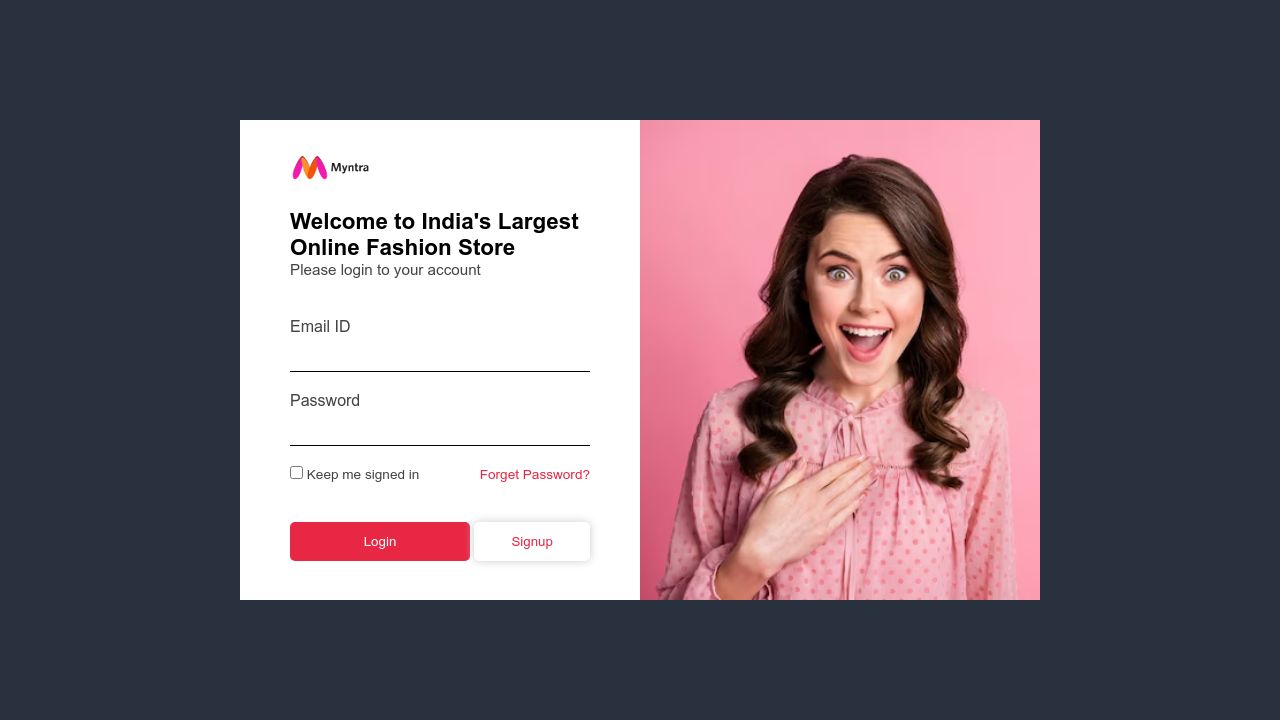 Myntra
Welcome to India's Largest
Online Fashion Store
Please login to your account
Email ID
Password
Keep me signed in Forget Password?
Login Signup